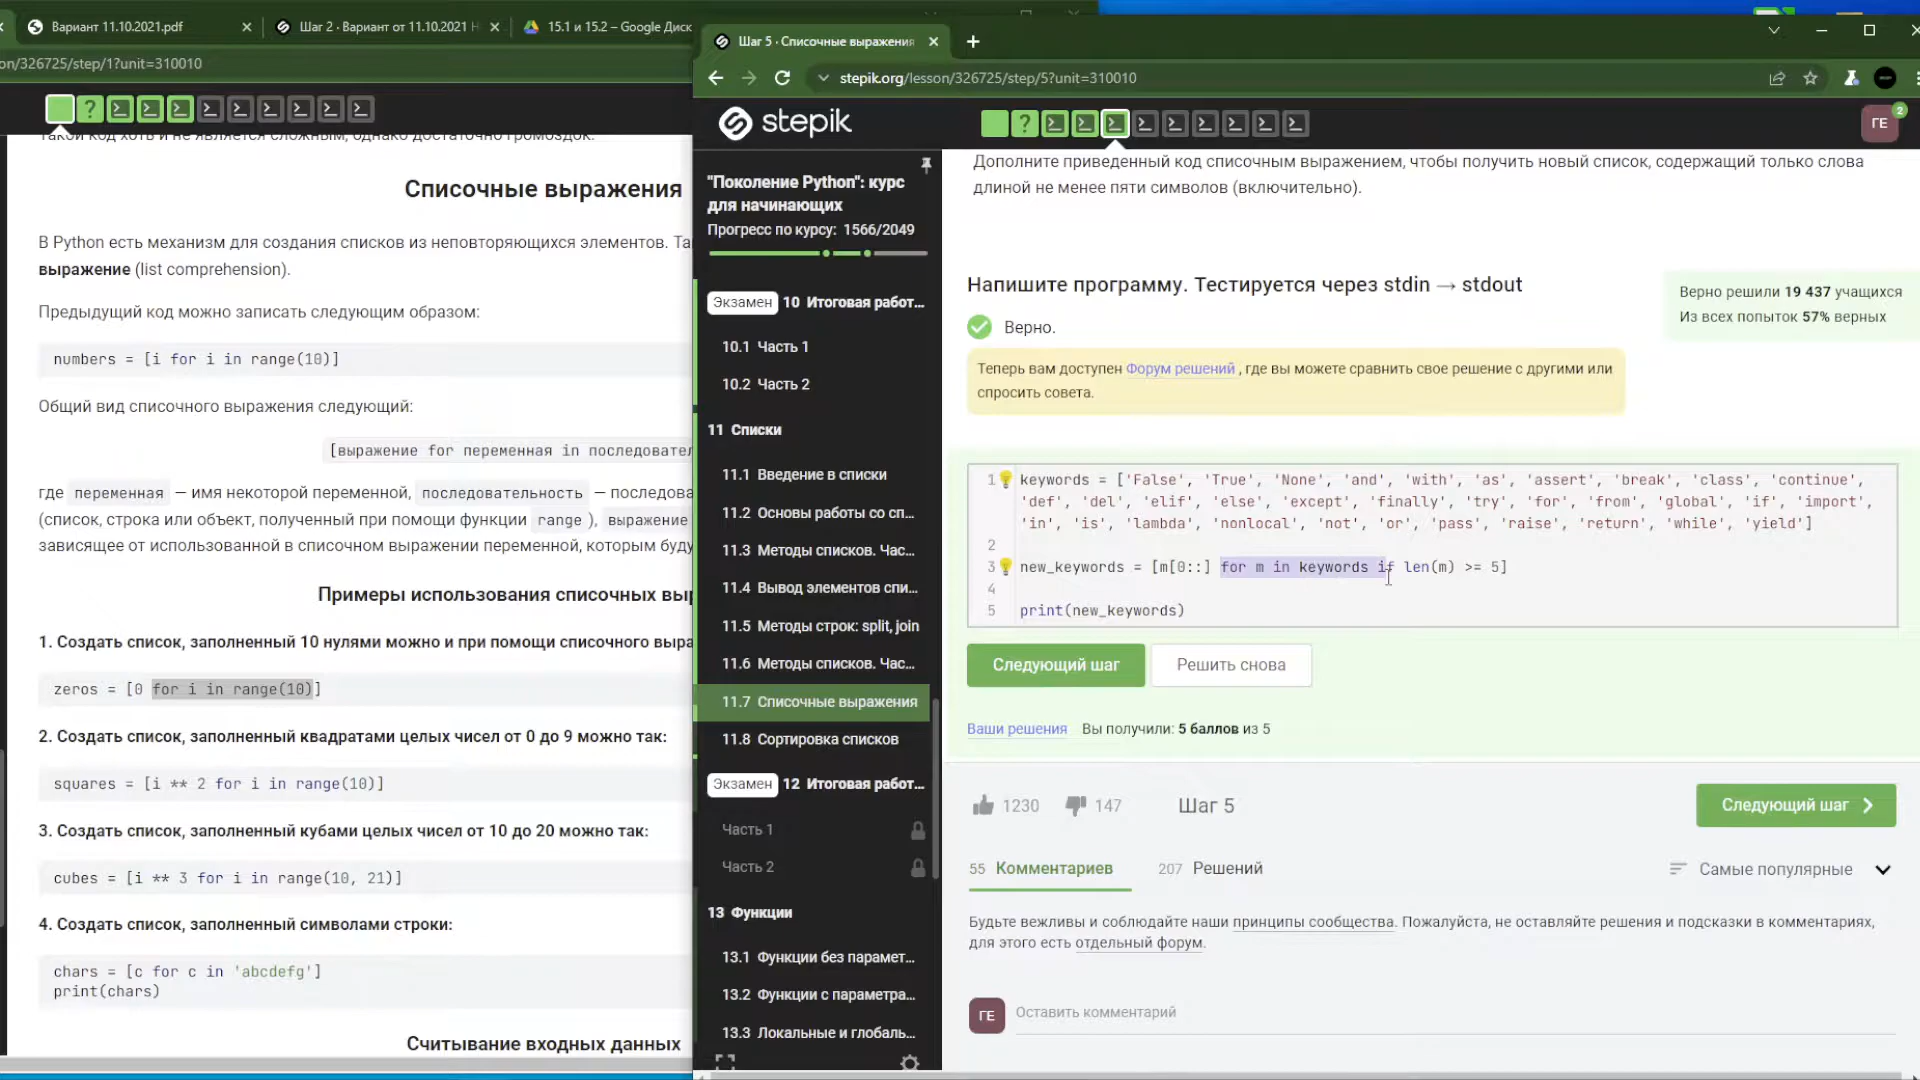 Вариант 11.10.2021.pdf
Шаг 2 · Вариант от 11.10.2021
15.1 и 15.2 – Google Диск
on/326725/step/1?unit=310010
такой код хоть и не является сложным, однако достаточно громоздок.
Списочные выражения
В Python есть механизм для создания списков из неповторяющихся элементов.
выражение (list comprehension).
Предыдущий код можно записать следующим образом:
numbers = [i for i in range(10)]
Общий вид списочного выражения следующий:
[выражение for переменная in
где переменная — имя некоторой переменной, последовательность —
(список, строка или объект, полученный при помощи функции range ), выражение
зависящее от использованной в списочном выражении переменной, которым
Примеры использования списочных
1. Создать список, заполненный 10 нулями можно и при помощи списочного
zeros = [0 for i in range(10)]
2. Создать список, заполненный квадратами целых чисел от 0 до 9 можно так:
squares = [i ** 2 for i in range(10)]
3. Создать список, заполненный кубами целых чисел от 10 до 20 можно так:
cubes = [i ** 3 for i in range(10, 21)]
4. Создать список, заполненный символами строки:
chars = [c for c in 'abcdefg']
print(chars)
Считывание входных данных
Шаг 5 · Списочные выражения
stepik.org/lesson/326725/step/5?unit=310010
stepik
ГЕ
2
"Поколение Python": курс
для начинающих
Прогресс по курсу: 1566/2049
Экзамен 10 Итоговая работ...
10.1 Часть 1
10.2 Часть 2
11 Списки
11.1 Введение в списки
11.2 Основы работы со сп...
11.3 Методы списков. Час...
11.4 Вывод элементов спи...
11.5 Методы строк: split, join
11.6 Методы списков. Час...
11.7 Списочные выражения
11.8 Сортировка списков
Экзамен 12 Итоговая работ...
Часть 1
Часть 2
13 Функции
13.1 Функции без парамет...
13.2 Функции с параметра...
13.3 Локальные и глобаль...
Дополните приведенный код списочным выражением, чтобы получить новый список, содержащий только слова
длиной не менее пяти символов (включительно).
Напишите программу. Тестируется через stdin → stdout
Верно решили 19 437 учащихся
Из всех попыток 57% верных
Верно.
Теперь вам доступен Форум решений , где вы можете сравнить свое решение с другими или
спросить совета.
1 keywords = ['False', 'True', 'None', 'and', 'with', 'as', 'assert', 'break', 'class', 'continue',
'def', 'del', 'elif', 'else', 'except', 'finally', 'try', 'for', 'from', 'global', 'if', 'import',
'in', 'is', 'lambda', 'nonlocal', 'not', 'or', 'pass', 'raise', 'return', 'while', 'yield']
2
3 new_keywords = [m[0::] for m in keywords if len(m) >= 5]
4
5 print(new_keywords)
Следующий шаг
Решить снова
Ваши решения Вы получили: 5 баллов из 5
1230 147 Шаг 5 Следующий шаг
55 Комментариев 207 Решений Самые популярные
Будьте вежливы и соблюдайте наши принципы сообщества. Пожалуйста, не оставляйте решения и подсказки в комментариях,
для этого есть отдельный форум.
ГЕ Оставить комментарий